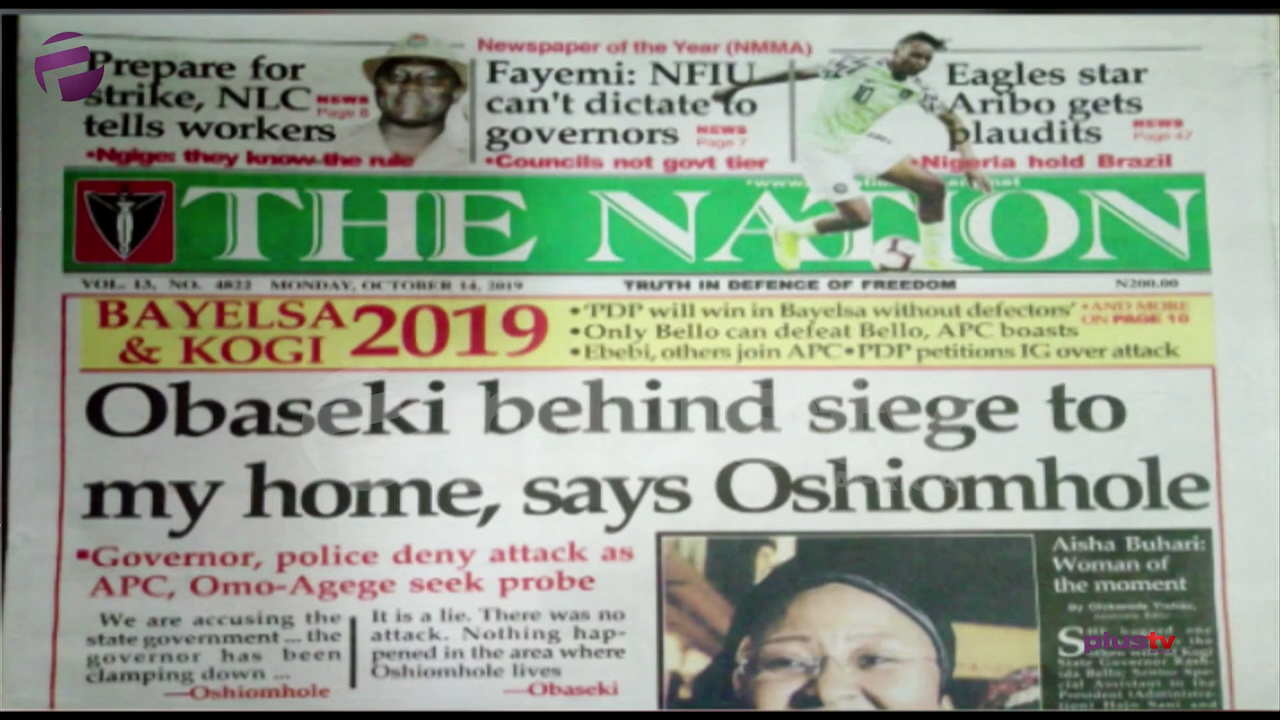 Newspaper of the Year (NMMA)
Prepare for
strike, NLC
tells workers
NEWS
•Ngige: they know the rule
Fayemi: NFIU
can't dictate to
governors
NEWS
Page 7
•Councils not govt tier
Eagles star
Aribo gets
plaudits
NEWS
Page 47
•Nigeria hold Brazil
THE NATION
VOL. 13, NO. 4822 MONDAY, OCTOBER 14, 2019
TRUTH IN DEFENCE OF FREEDOM
N200.00
BAYELSA
& KOGI
2019
•'PDP will win in Bayelsa without defectors'
•Only Bello can defeat Bello, APC boasts
•Ebebi, others join APC•PDP petitions IG over attack
•AND MORE
ON PAGE 10
Obaseki behind siege to
my home, says Oshiomhole
Governor, police deny attack as
APC, Omo-Agege seek probe
We are accusing the
state government ... the
governor has been
clamping down ...
—Oshiomhole
It is a lie. There was no
attack. Nothing hap-
pened in the area where
Oshiomhole lives
—Obaseki
Aisha Buhari:
Woman of
the moment
plustv
State Governor
President (Administra-